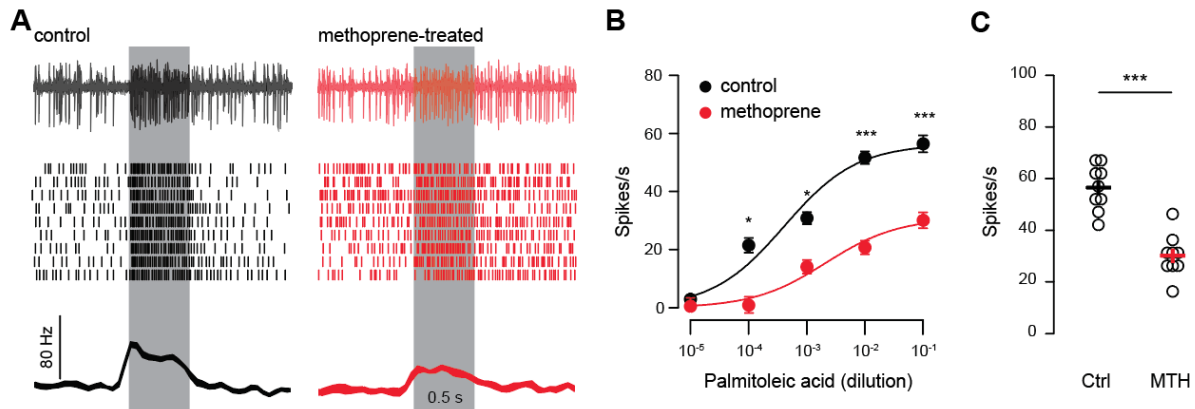 A
control
methoprene-treated
80 Hz
0.5 s
B
80
60
40
20
0
Spikes/s
control
methoprene
*
*
***
***
10⁻⁵
10⁻⁴
10⁻³
10⁻²
10⁻¹
Palmitoleic acid (dilution)
C
100
80
60
40
20
0
Spikes/s
***
Ctrl
MTH